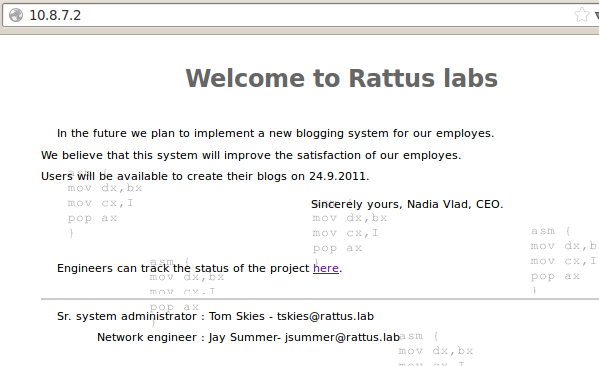 10.8.7.2
Welcome to Rattus labs
In the future we plan to implement a new blogging system for our employes.
We believe that this system will improve the satisfaction of our employes.
Users will be available to create their blogs on 24.9.2011.
asm {
mov dx,bx
mov cx,I
pop ax
}
Sincerely yours, Nadia Vlad, CEO.
mov dx,bx
mov cx,I
pop ax
}
asm {
mov dx,b
mov cx,I
pop ax
}
Engineers can track the status of the project here.
asm {
mov dx,bx
mov cx,I
pop ax
}
Sr. system administrator : Tom Skies - tskies@rattus.lab
Network engineer : Jay Summer- jsummer@rattus.lab
asm {
mov dx,bx
mov cx,I